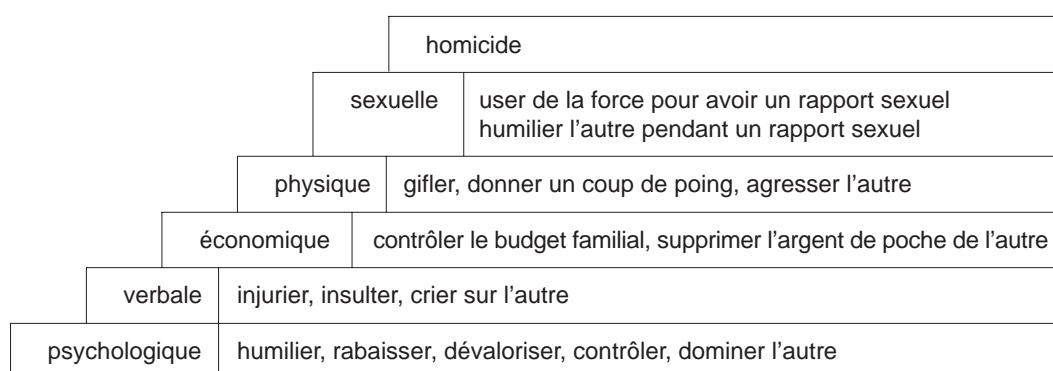 homicide
sexuelle user de la force pour avoir un rapport sexuel
humilier l’autre pendant un rapport sexuel
physique gifler, donner un coup de poing, agresser l’autre
économique contrôler le budget familial, supprimer l’argent de poche de l’autre
verbale injurier, insulter, crier sur l’autre
psychologique humilier, rabaisser, dévaloriser, contrôler, dominer l’autre